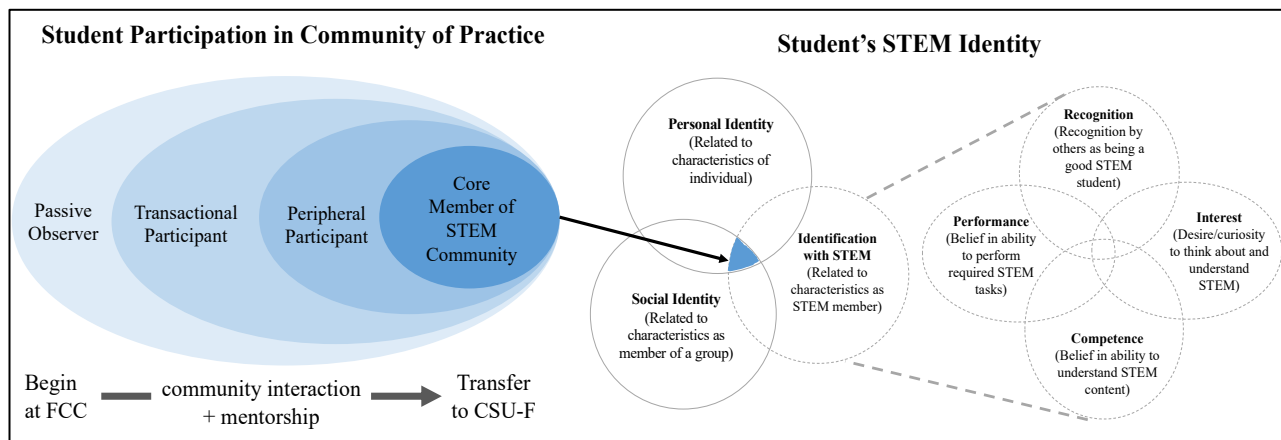 Student Participation in Community of Practice
Passive
Observer
Transactional
Participant
Peripheral
Participant
Core
Member of
STEM
Community
Begin
at FCC
community interaction
+ mentorship
Transfer
to CSU-F
Student's STEM Identity
Personal Identity
(Related to
characteristics of
individual)
Social Identity
(Related to
characteristics as
member of a group)
Identification
with STEM
(Related to
characteristics as
STEM member)
Recognition
(Recognition by
others as being a
good STEM
student)
Performance
(Belief in ability
to perform
required STEM
tasks)
Interest
(Desire/curiosity
to think about and
understand
STEM)
Competence
(Belief in ability to
understand STEM
content)